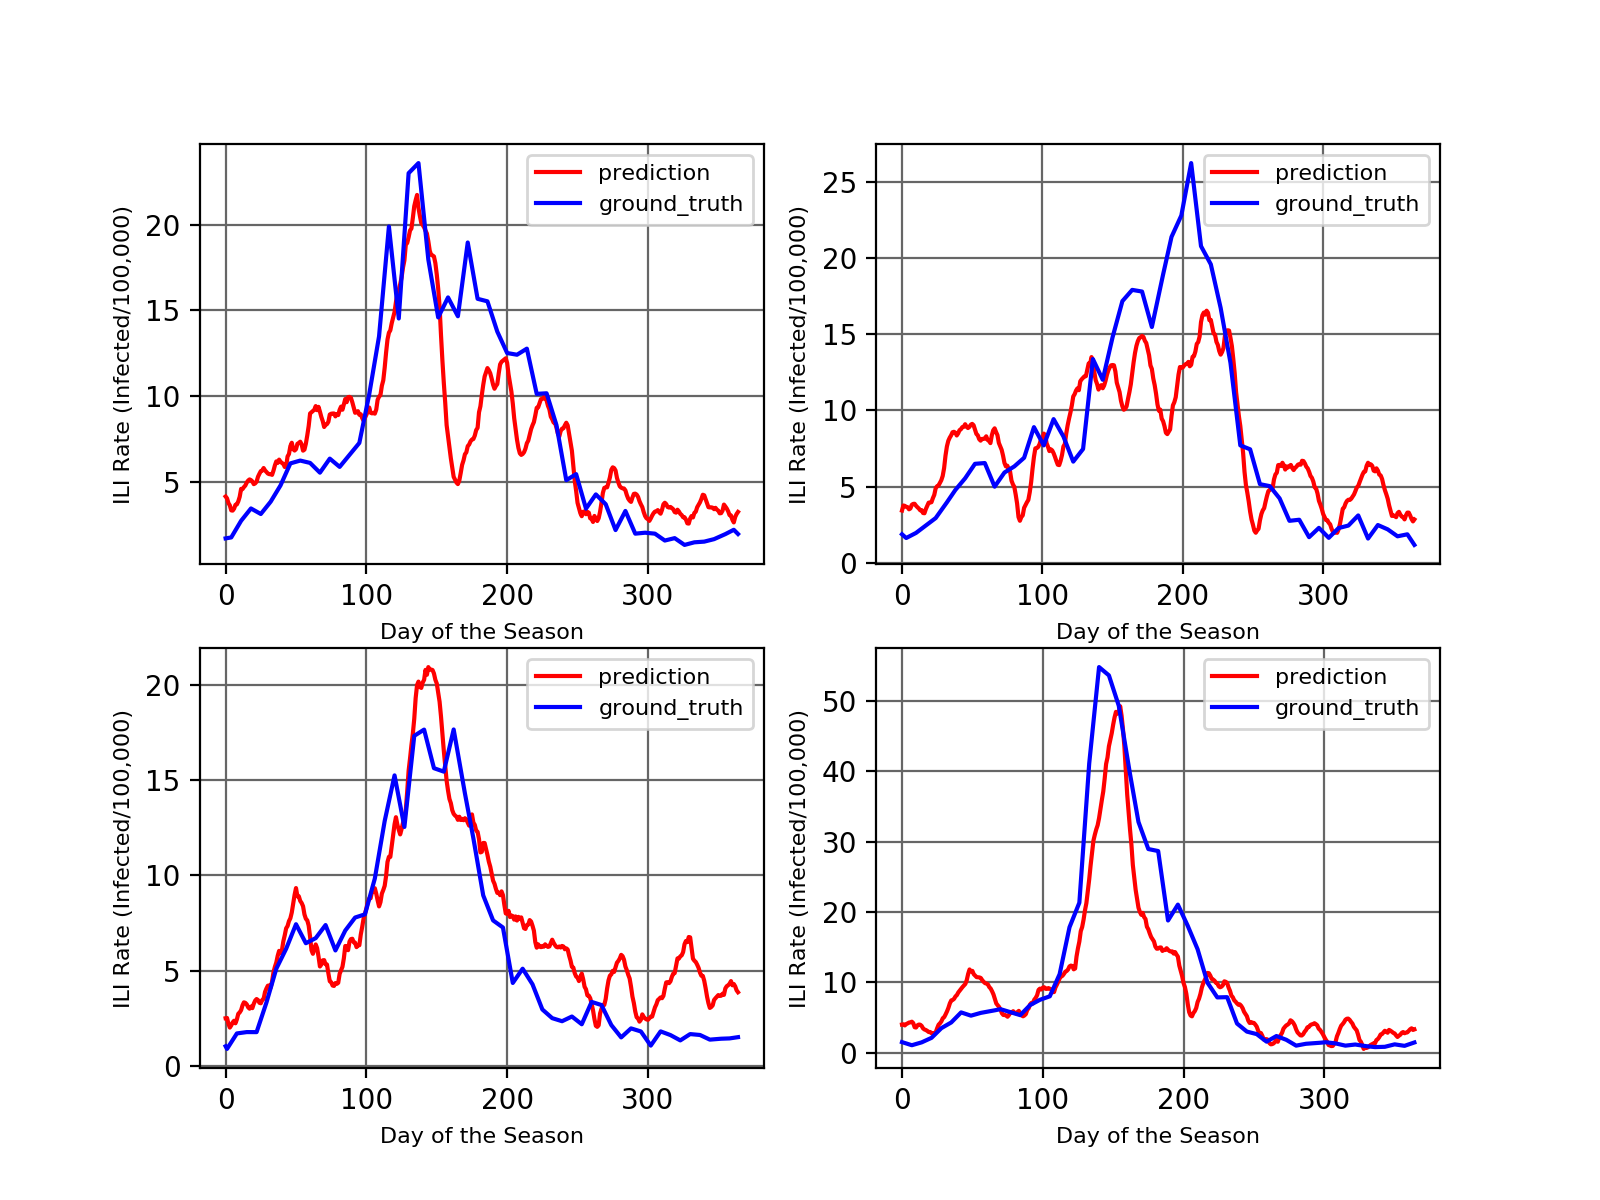 prediction
ground_truth
ILI Rate (Infected/100,000)
20
15
10
5
0
100
200
300
Day of the Season
prediction
ground_truth
ILI Rate (Infected/100,000)
25
20
15
10
5
0
0
100
200
300
Day of the Season
prediction
ground_truth
ILI Rate (Infected/100,000)
20
15
10
5
0
0
100
200
300
Day of the Season
prediction
ground_truth
ILI Rate (Infected/100,000)
50
40
30
20
10
0
0
100
200
300
Day of the Season